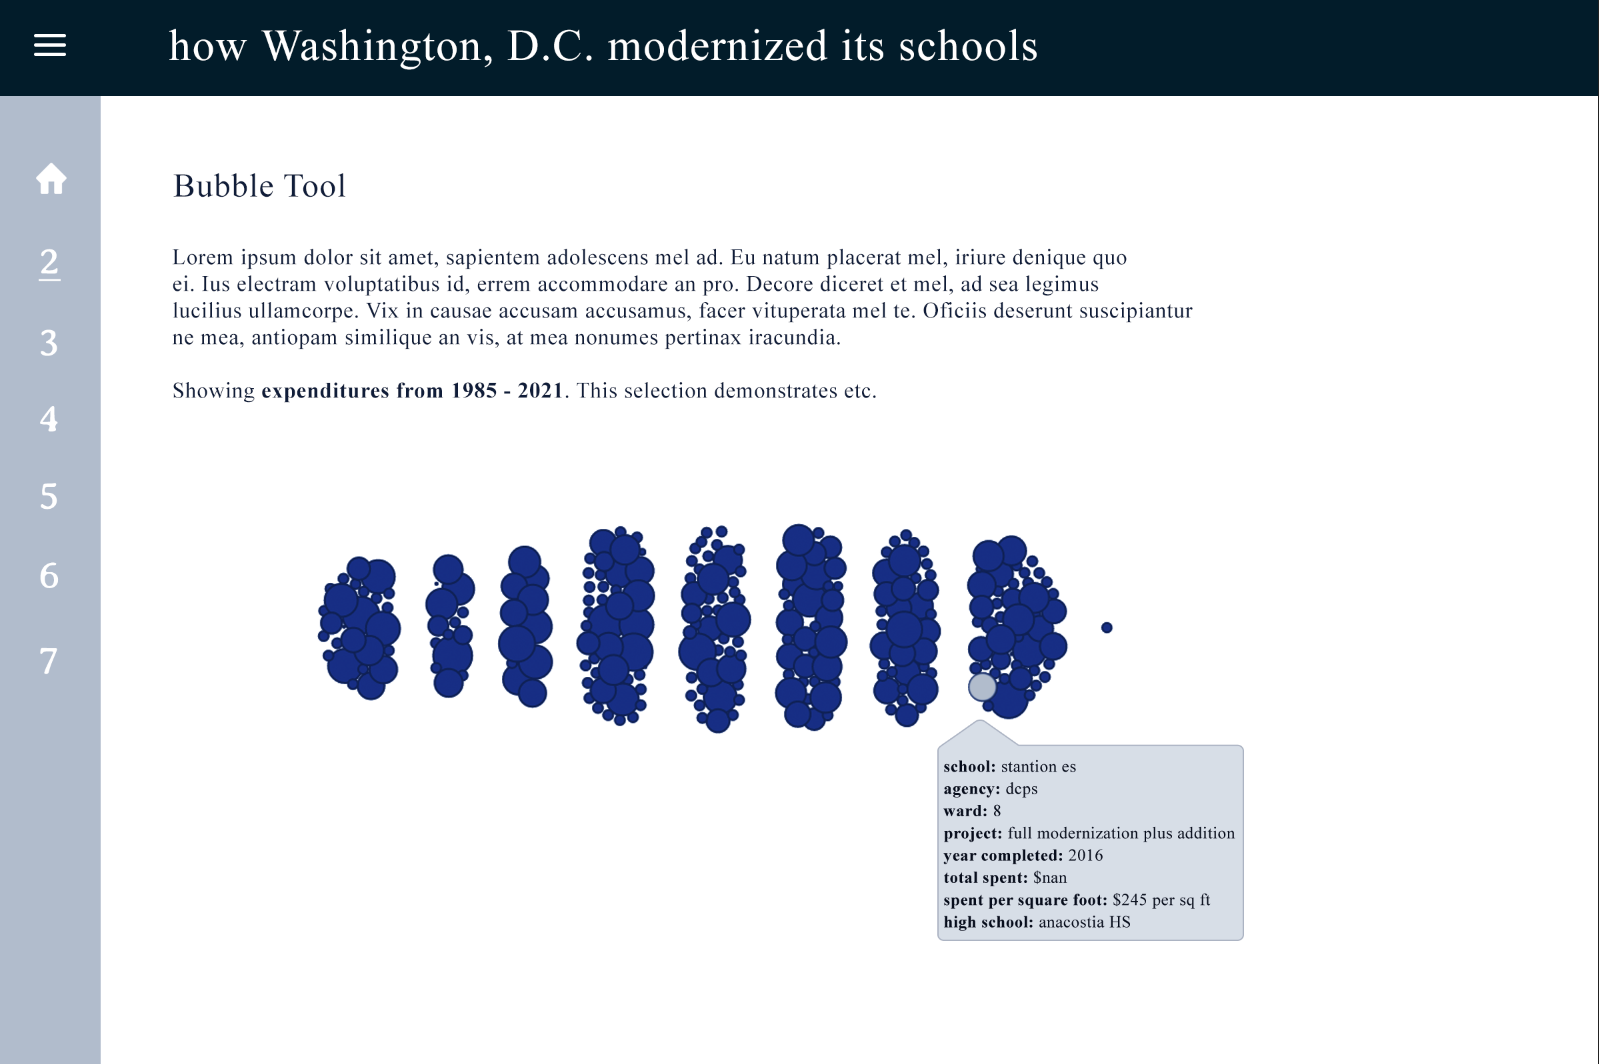 how Washington, D.C. modernized its schools
Bubble Tool
2
3
4
5
6
7
Lorem ipsum dolor sit amet, sapientem adolescens mel ad. Eu natum placerat mel, iriure denique quo
ei. Ius electram voluptatibus id, errem accommodare an pro. Decore diceret et mel, ad sea legimus
lucilius ullamcorpe. Vix in causae accusam accusamus, facer vituperata mel te. Oficiis deserunt suscipiantur
ne mea, antiopam similique an vis, at mea nonumes pertinax iracundia.
Showing expenditures from 1985 - 2021. This selection demonstrates etc.
school: stantion es
agency: dcps
ward: 8
project: full modernization plus addition
year completed: 2016
total spent: $nan
spent per square foot: $245 per sq ft
high school: anacostia HS